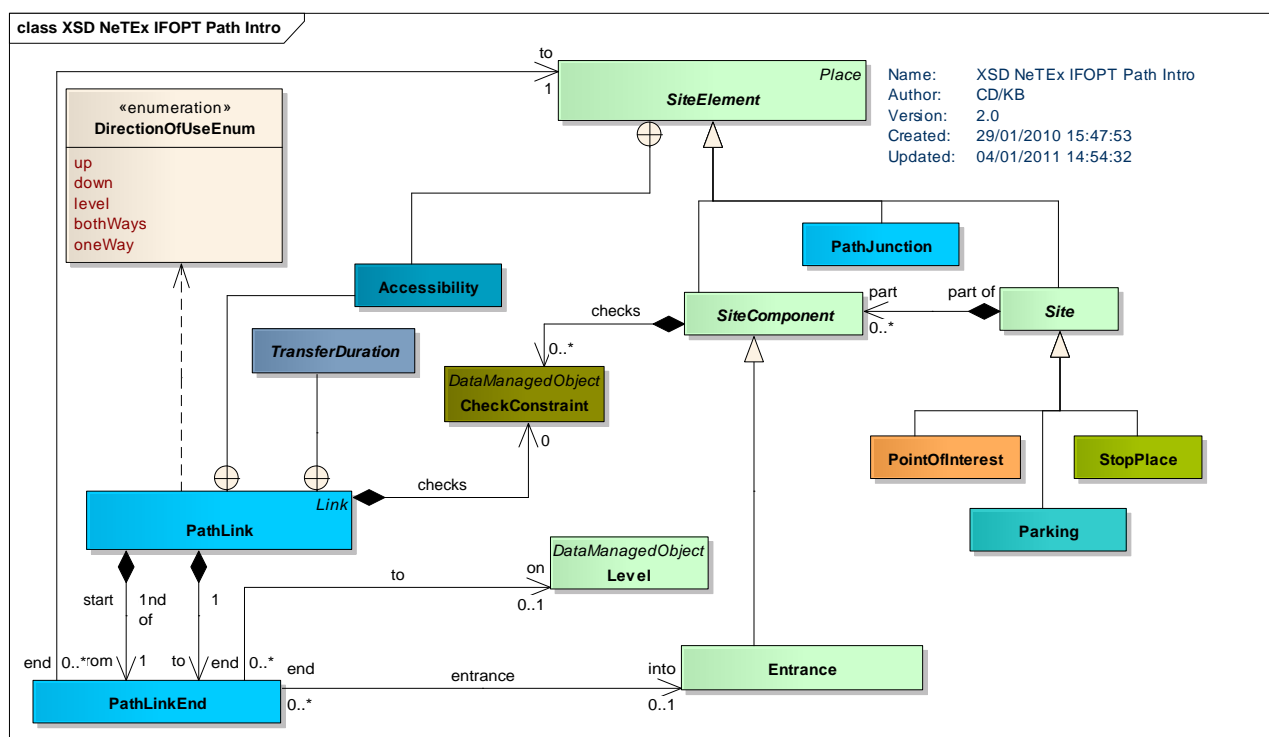 class XSD NeTEx IFOPT Path Intro
to
1
Place
SiteElement
Name: XSD NeTEx IFOPT Path Intro
Author: CD/KB
Version: 2.0
Created: 29/01/2010 15:47:53
Updated: 04/01/2011 14:54:32
«enumeration»
DirectionOfUseEnum
up
down
level
bothWays
oneWay
PathJunction
Accessibility
checks
SiteComponent
part
part of
0..*
Site
0..*
TransferDuration
DataManagedObject
CheckConstraint
0
PointOfInterest
StopPlace
Parking
checks
Link
PathLink
DataManagedObject
Level
to
on
0..1
start
1nd
of
1
end
0..*
rom
1
to
end
0..*
PathLinkEnd
end
0..*
entrance
into
0..1
Entrance